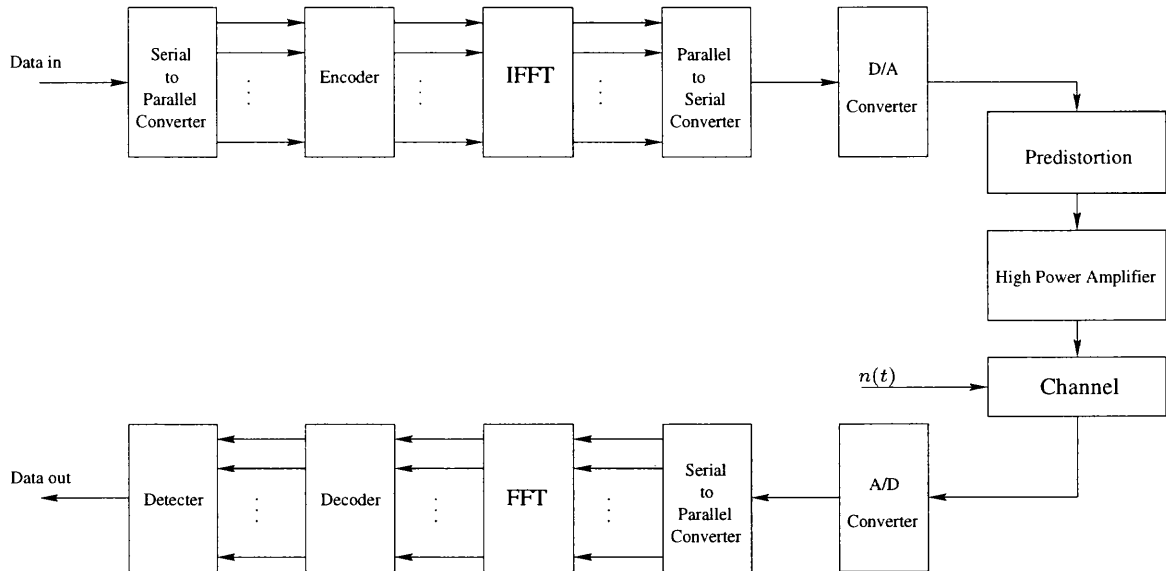 Data in
Serial
to
Parallel
Converter
Encoder
IFFT
Parallel
to
Serial
Converter
D/A
Converter
Predistortion
High Power Amplifier
n(t)
Channel
Data out
Detecter
Decoder
FFT
Serial
to
Parallel
Converter
A/D
Converter